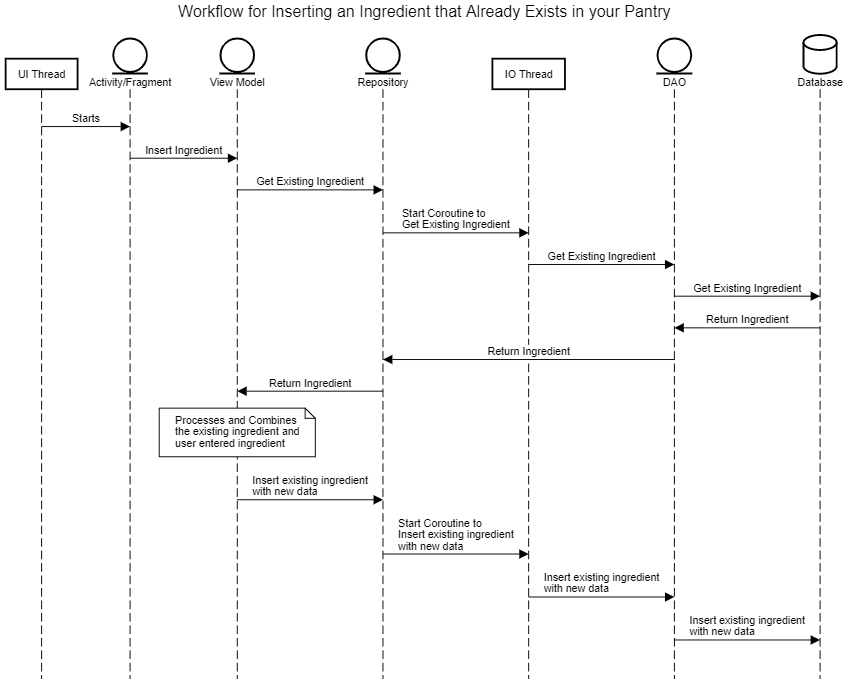 Workflow for Inserting an Ingredient that Already Exists in your Pantry
UI Thread
Activity/Fragment
View Model
Repository
IO Thread
DAO
Database
Starts
Insert Ingredient
Get Existing Ingredient
Start Coroutine to
Get Existing Ingredient
Get Existing Ingredient
Get Existing Ingredient
Return Ingredient
Return Ingredient
Return Ingredient
Processes and Combines
the existing ingredient and
user entered ingredient
Insert existing ingredient
with new data
Start Coroutine to
Insert existing ingredient
with new data
Insert existing ingredient
with new data
Insert existing ingredient
with new data